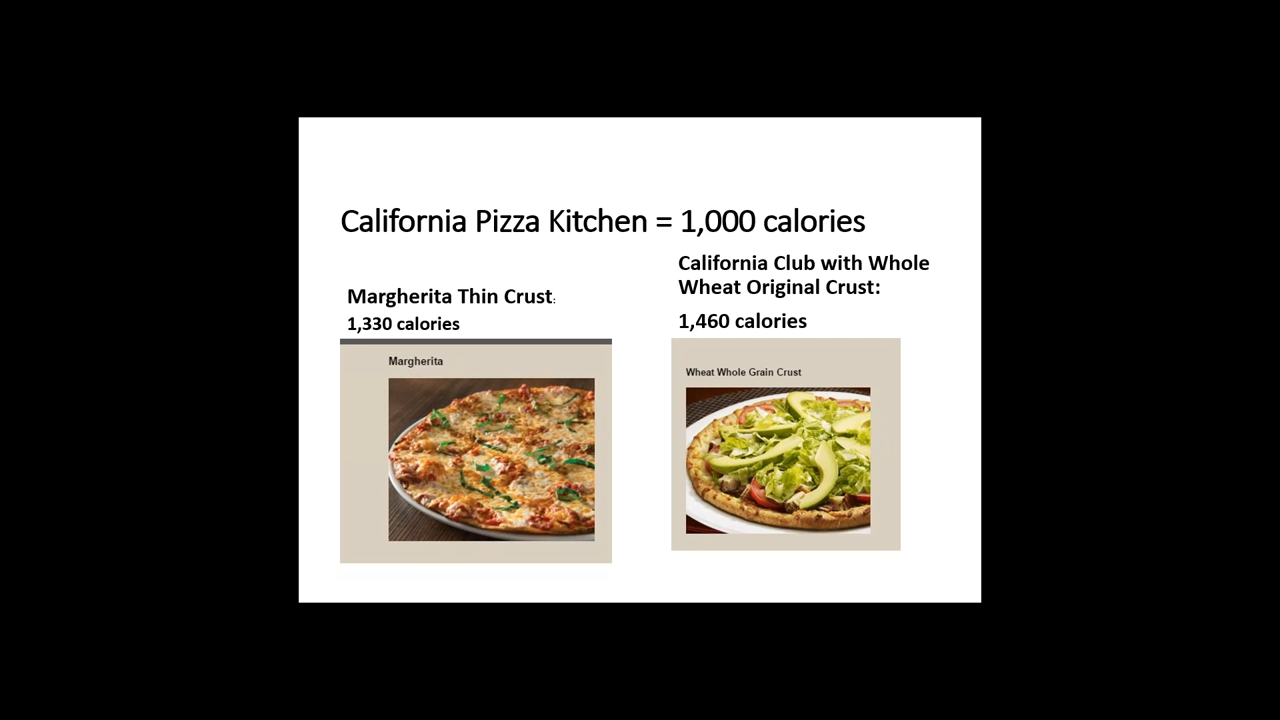 California Pizza Kitchen = 1,000 calories
Margherita Thin Crust:
1,330 calories
Margherita
California Club with Whole
Wheat Original Crust:
1,460 calories
Wheat Whole Grain Crust